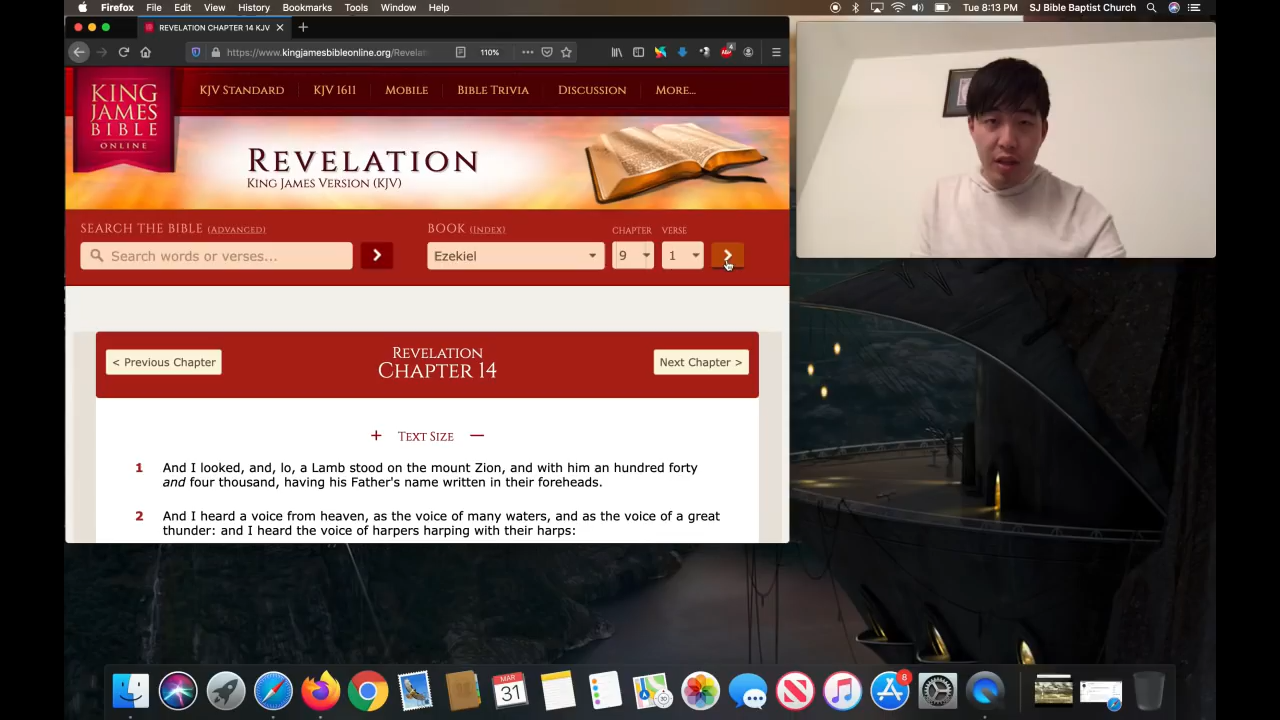 Firefox File Edit View History Bookmarks Tools Window Help
Tue 8:13 PM SJ Bible Baptist Church
REVELATION CHAPTER 14 KJV
https://www.kingjamesbibleonline.org/Revelat
110%
4
KING
JAMES
BIBLE
ONLINE
KJV STANDARD KJV 1611 MOBILE BIBLE TRIVIA DISCUSSION MORE...
REVELATION
KING JAMES VERSION (KJV)
SEARCH THE BIBLE (ADVANCED) BOOK (INDEX) CHAPTER VERSE
Search words or verses... Ezekiel 9 1
REVELATION
< Previous Chapter CHAPTER 14 Next Chapter >
+ TEXT SIZE —
1 And I looked, and, lo, a Lamb stood on the mount Zion, and with him an hundred forty
and four thousand, having his Father's name written in their foreheads.
2 And I heard a voice from heaven, as the voice of many waters, and as the voice of a great
thunder: and I heard the voice of harpers harping with their harps:
MAR
31
8